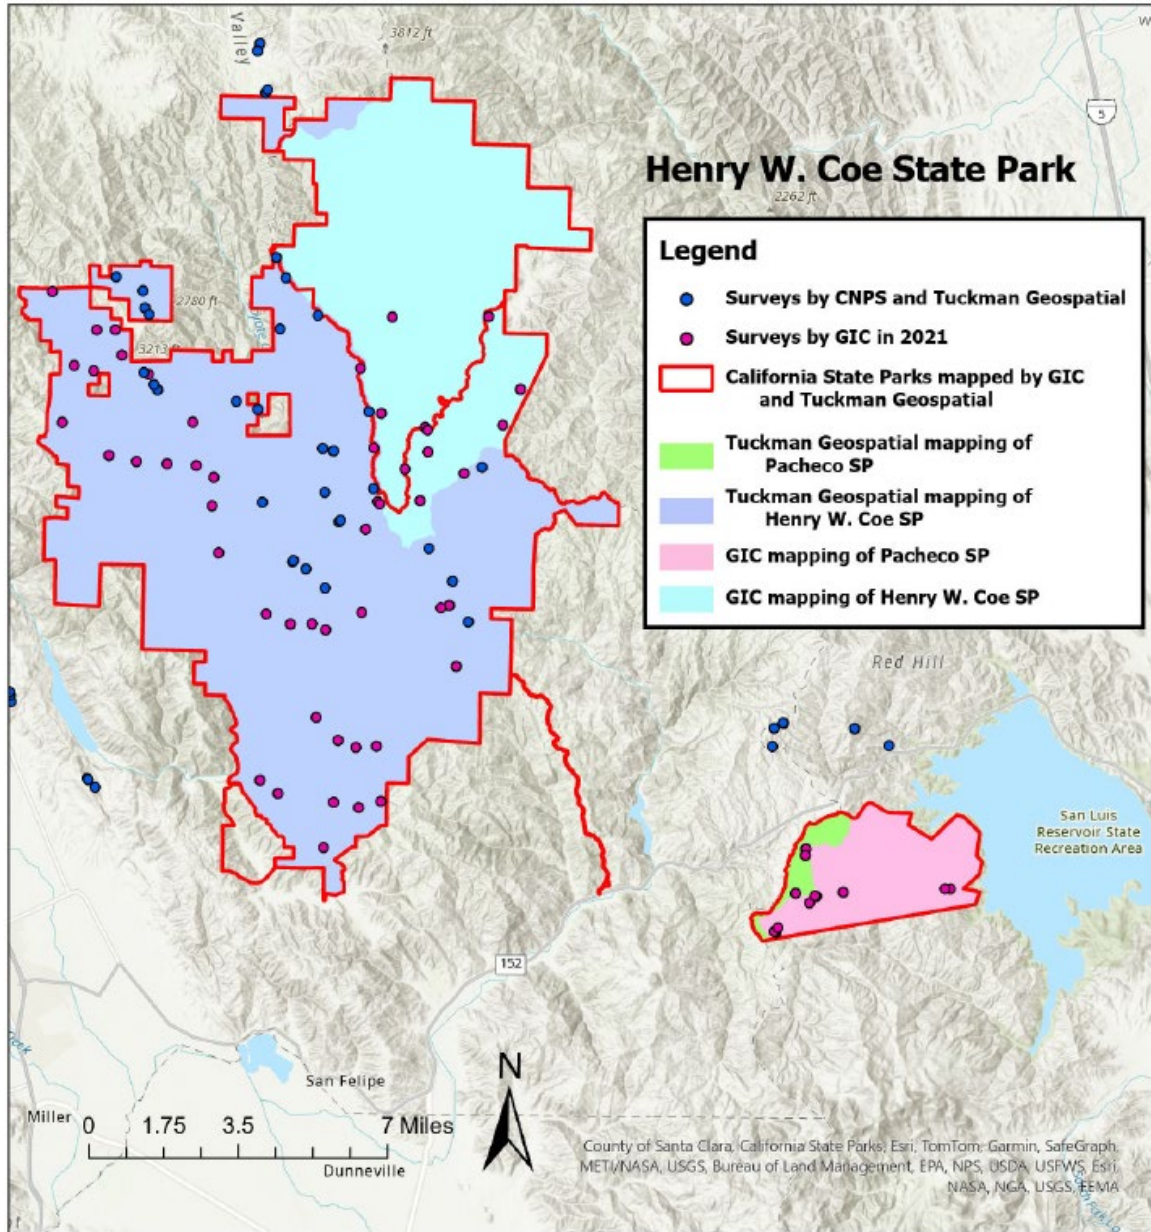 Valley
3812 ft
5
Henry W. Coe State Park
2262 ft
Legend
Surveys by CNPS and Tuckman Geospatial
Surveys by GIC in 2021
California State Parks mapped by GIC
and Tuckman Geospatial
Tuckman Geospatial mapping of
Pacheco SP
Tuckman Geospatial mapping of
Henry W. Coe SP
GIC mapping of Pacheco SP
GIC mapping of Henry W. Coe SP
2780 ft
3213 ft
Red Hill
San Luis
Reservoir State
Recreation Area
152
N
San Felipe
Miller
0 1.75 3.5 7 Miles
Dunneville
County of Santa Clara, California State Parks, Esri, TomTom, Garmin, SafeGraph,
METI/NASA, USGS, Bureau of Land Management, EPA, NPS, USDA, USFWS, Esri,
NASA, NGA, USGS, FEMA